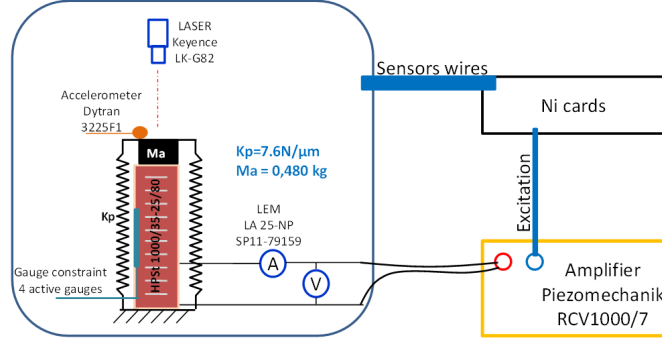 LASER
Keyence
LK-G82
Sensors wires
Accelerometer
Dytran
3225F1
Ni cards
Ma
Kp=7.6N/µm
Ma = 0,480 kg
HPSt 1000/35-25/80
Kp
LEM
LA 25-NP
SP11-79159
Excitation
A
V
Gauge constraint
4 active gauges
Amplifier
Piezomechanik
RCV1000/7